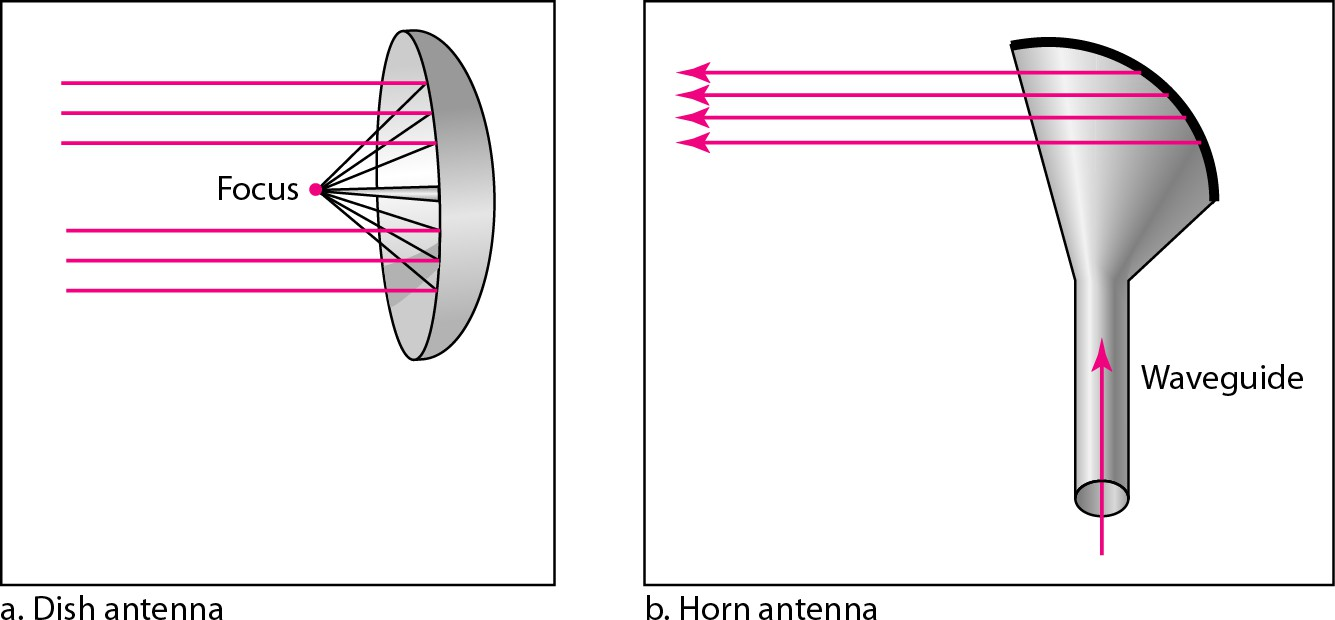 Focus
a. Dish antenna
Waveguide
b. Horn antenna